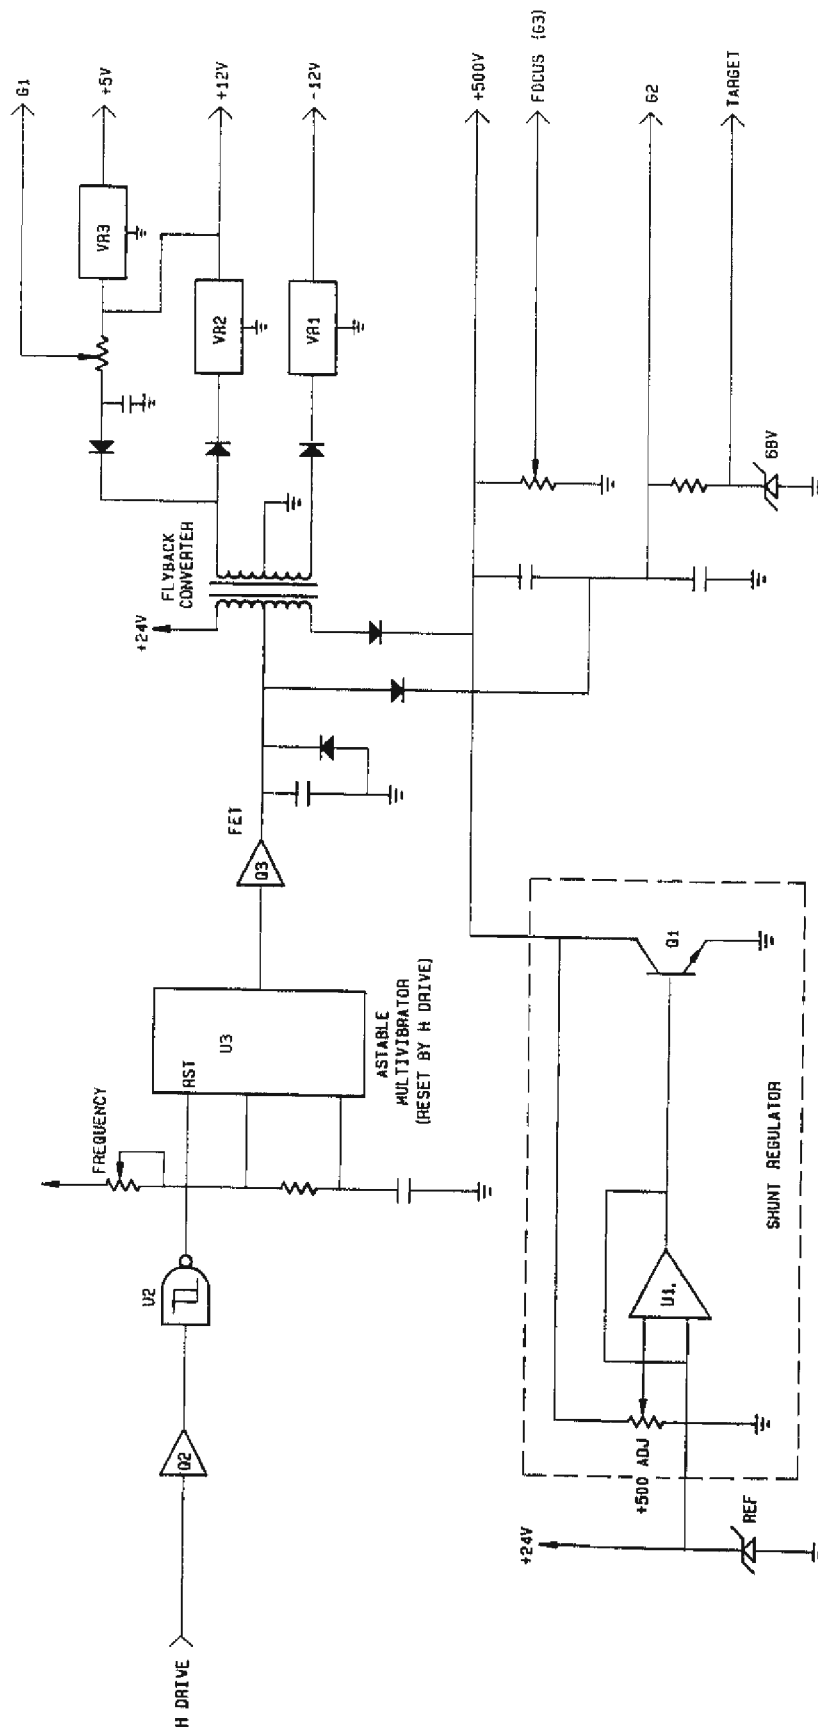 H DRIVE
Q2
U2
FREQUENCY
RST
U3
ASTABLE
MULTIVIBRATOR
(RESET BY H DRIVE)
Q3
FET
+24V
FLYBACK
CONVERTER
G1
VR3
+5V
VR2
+12V
VR1
-12V
+500V
FOCUS (G3)
G2
TARGET
68V
+24V
REF
+500 ADJ
U1
Q1
SHUNT REGULATOR